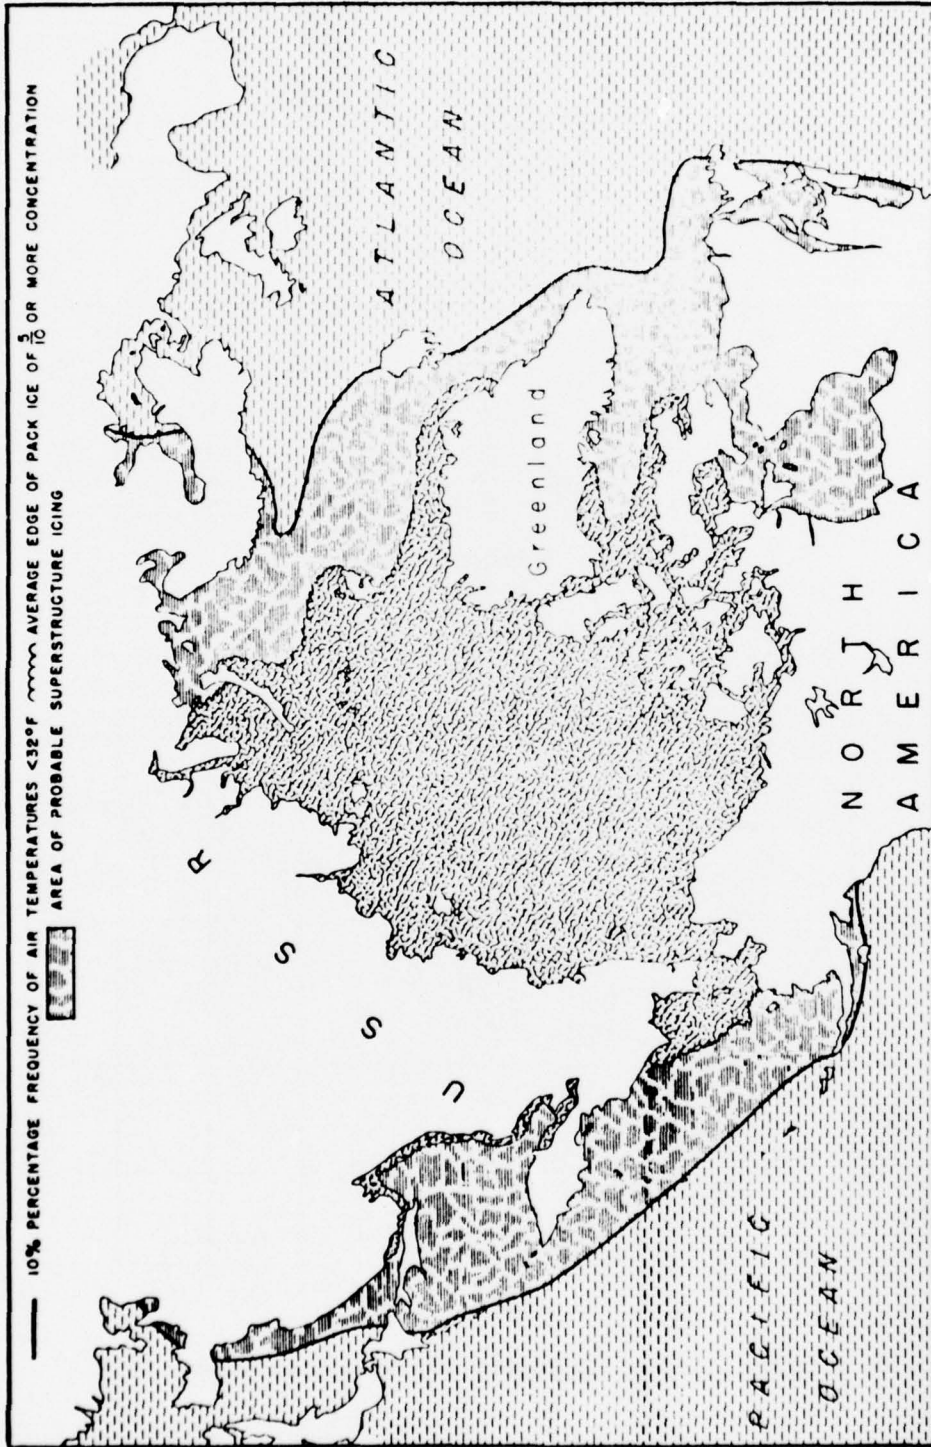 10% PERCENTAGE FREQUENCY OF AIR TEMPERATURES <32°F AVERAGE EDGE OF PACK ICE OF 5/10 OR MORE CONCENTRATION
AREA OF PROBABLE SUPERSTRUCTURE ICING
U S S R
PACIFIC
OCEAN
Greenland
NORTH
AMERICA
ATLANTIC
OCEAN